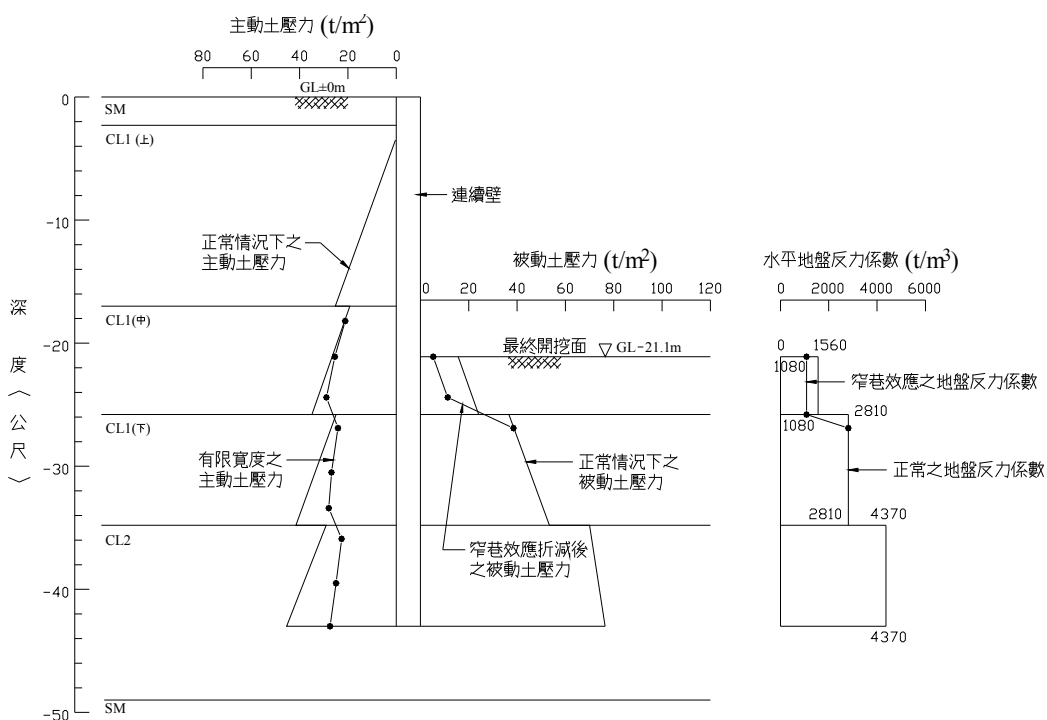 主動土壓力 (t/m²)
80 60 40 20 0
GL±0m
0
SM
CL1 (上)
連續壁
-10
正常情況下之
主動土壓力
被動土壓力 (t/m2)
水平地盤反力係數 (t/m³)
0 20 40 60 80 100 120
0 2000 4000 6000
深度︿公尺﹀
CL1(中)
-20
最終開挖面
GL-21.1m
0 1560
1080
窄巷效應之地盤反力係數
2810
1080
CL1(下)
有限寬度之
主動土壓力
正常情況下之
被動土壓力
正常之地盤反力係數
-30
2810 4370
CL2
窄巷效應折減後
之被動土壓力
-40
4370
-50
SM